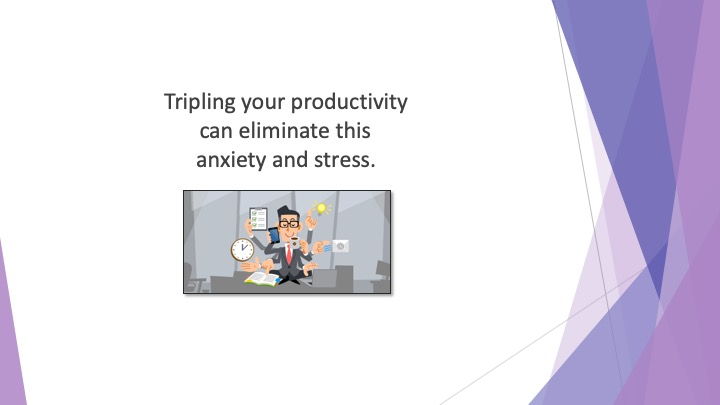 Tripling your productivity
can eliminate this
anxiety and stress.